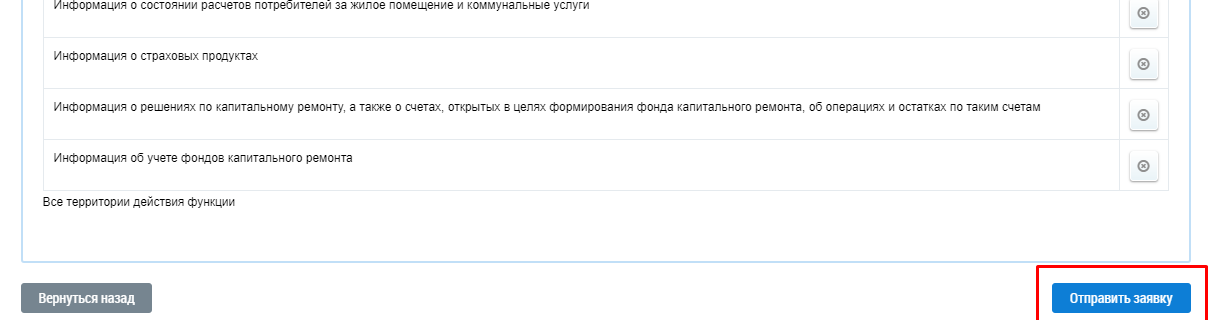 Информация о состоянии расчетов потребителей за жилое помещение и коммунальные услуги
Информация о страховых продуктах
Информация о решениях по капитальному ремонту, а также о счетах, открытых в целях формирования фонда капитального ремонта, об операциях и остатках по таким счетам
Информация об учете фондов капитального ремонта
Все территории действия функции
Вернуться назад
Отправить заявку